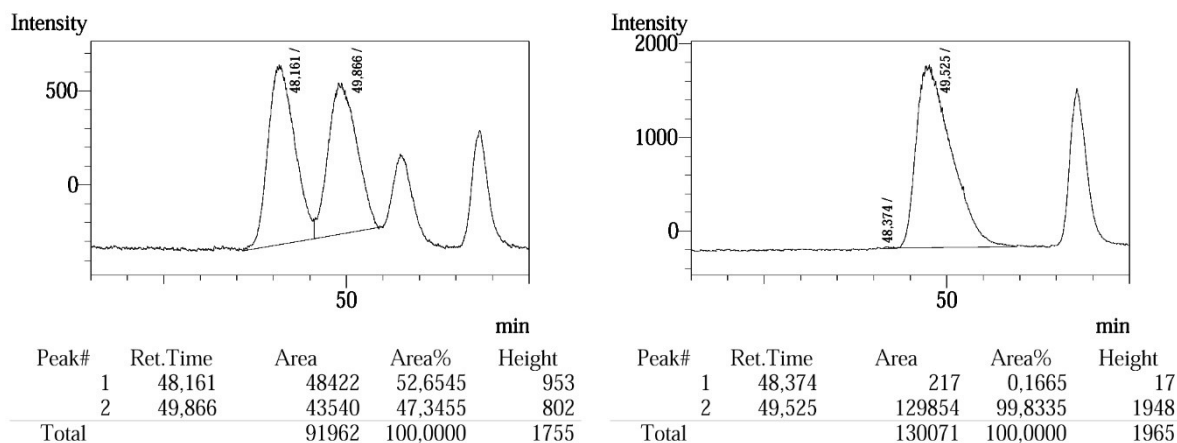 Intensity
48,161 /
49,866 /
500
0
50
min
Peak# Ret.Time Area Area% Height
1 48,161 48422 52,6545 953
2 49,866 43540 47,3455 802
Total 91962 100,0000 1755
Intensity
2000
49,525 /
1000
48,374 /
0
50
min
Peak# Ret.Time Area Area% Height
1 48,374 217 0,1665 17
2 49,525 129854 99,8335 1948
Total 130071 100,0000 1965